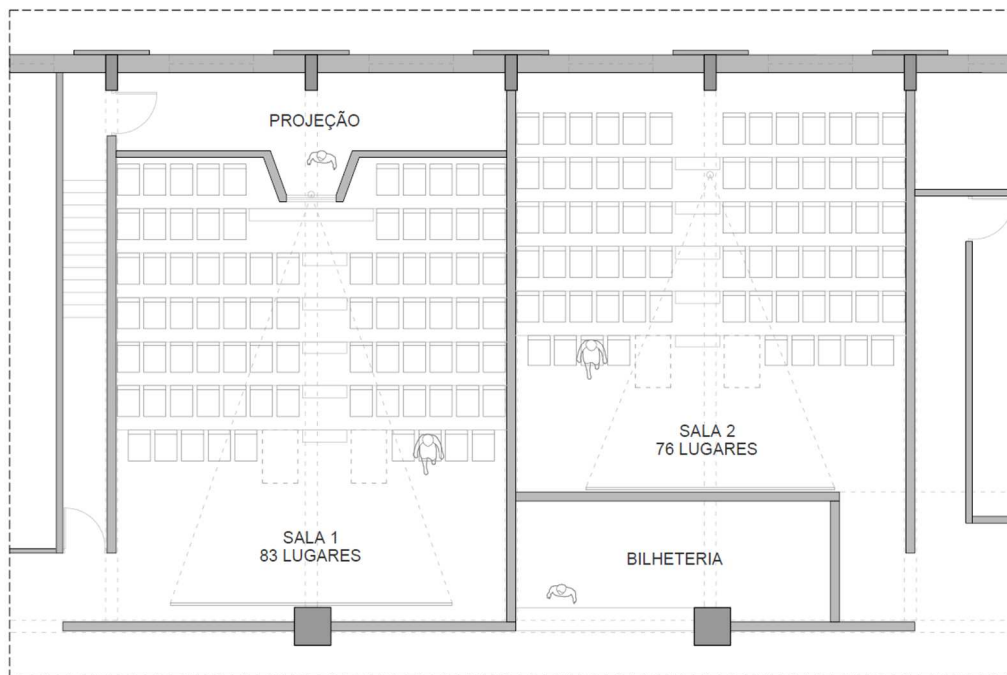 PROJEÇÃO
SALA 1
83 LUGARES
SALA 2
76 LUGARES
BILHETERIA